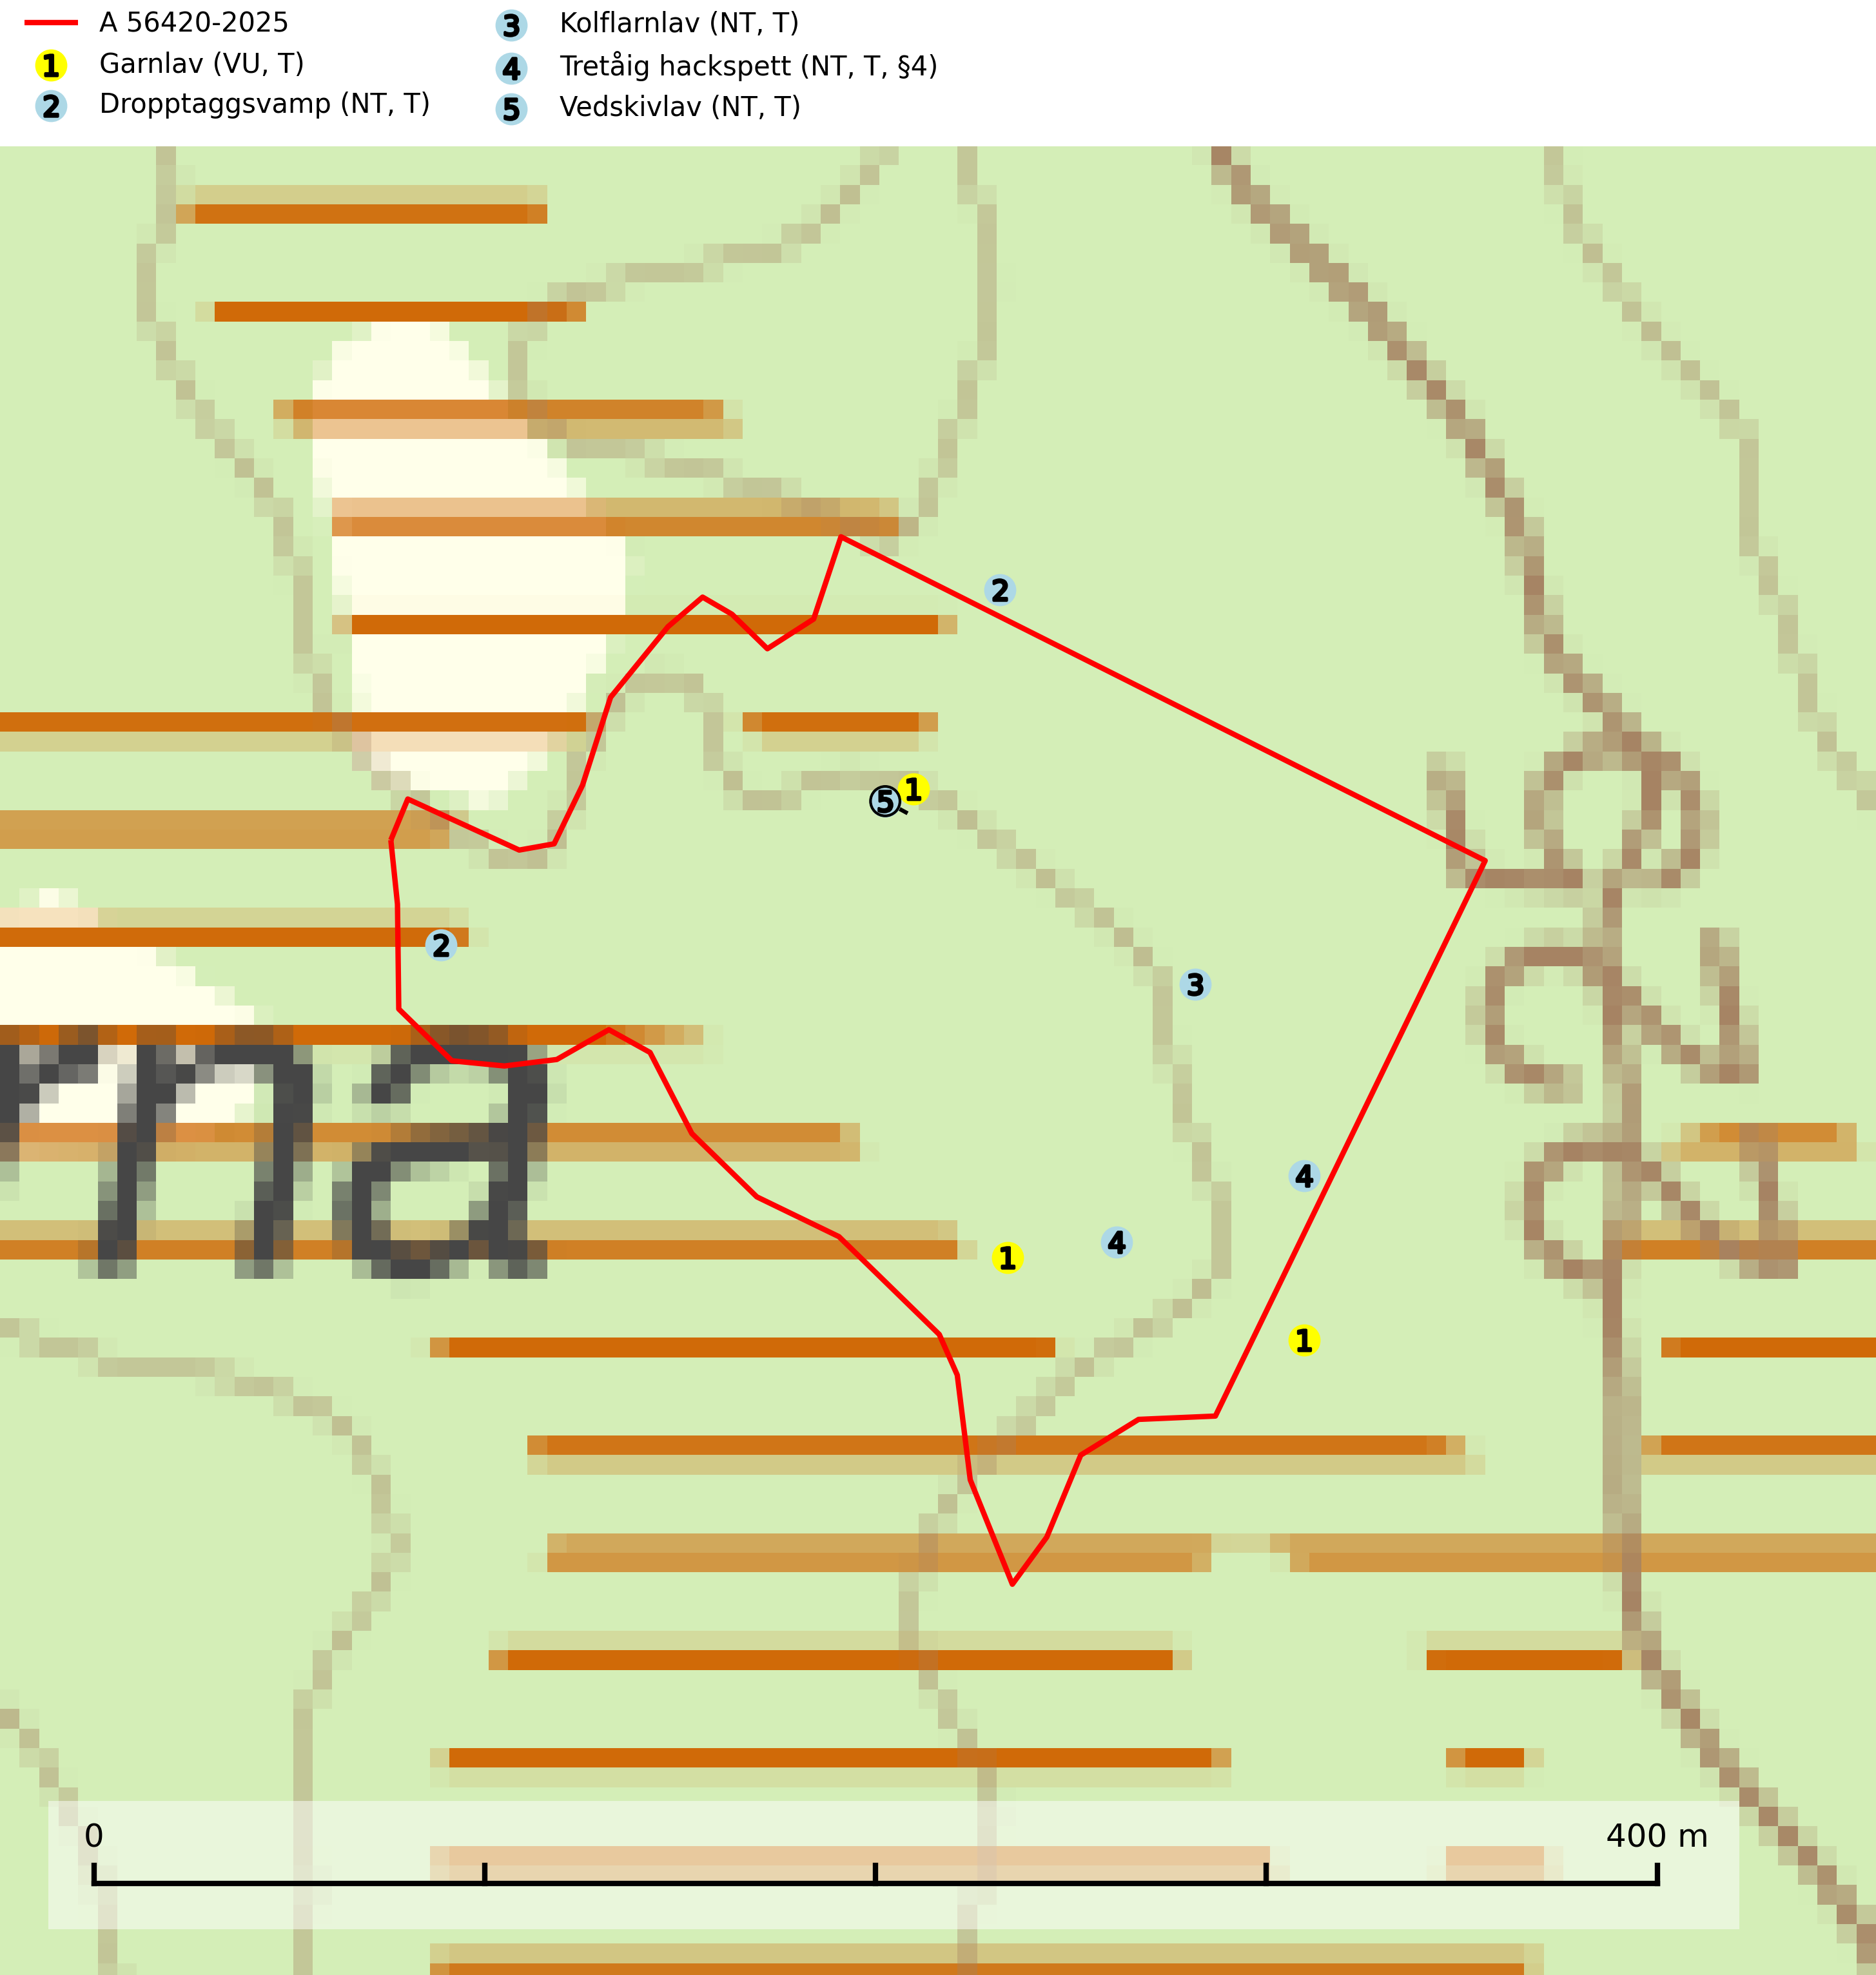 A 56420-2025
1 Garnlav (VU, T)
2 Dropptaggsvamp (NT, T)
3 Kolflarnlav (NT, T)
4 Tretåig hackspett (NT, T, §4)
5 Vedskivlav (NT, T)
2
5 1
2
3
4
4
1
1
0 400 m